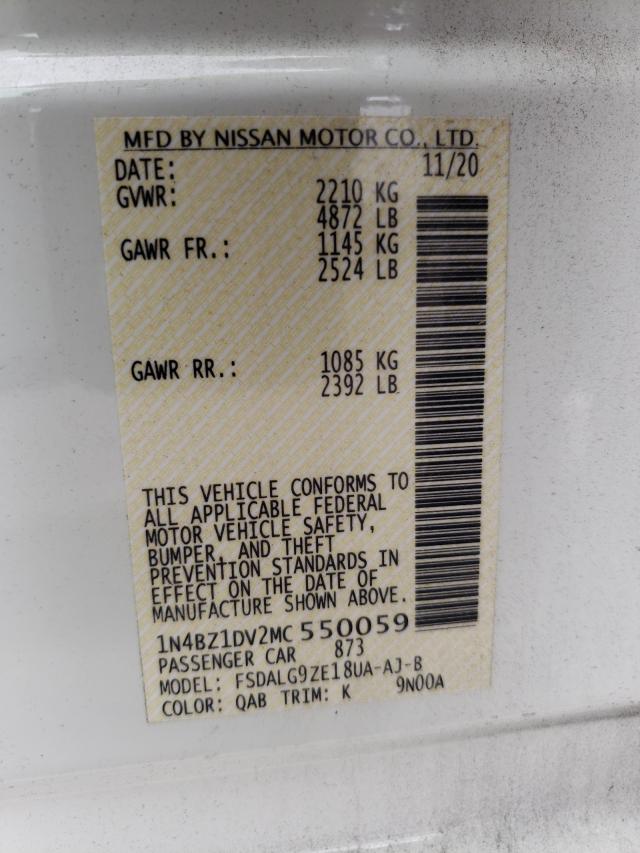 MFD BY NISSAN MOTOR CO., LTD.
DATE: 11/20
GVWR: 2210 KG
4872 LB
GAWR FR.: 1145 KG
2524 LB
GAWR RR.: 1085 KG
2392 LB
THIS VEHICLE CONFORMS TO
ALL APPLICABLE FEDERAL
MOTOR VEHICLE SAFETY,
BUMPER, AND THEFT
PREVENTION STANDARDS IN
EFFECT ON THE DATE OF
MANUFACTURE SHOWN ABOVE.
1N4BZ1DV2MC 550059
PASSENGER CAR 873
MODEL: FSDALG9ZE18UA-AJ-B
COLOR: QAB TRIM: K 9N00A